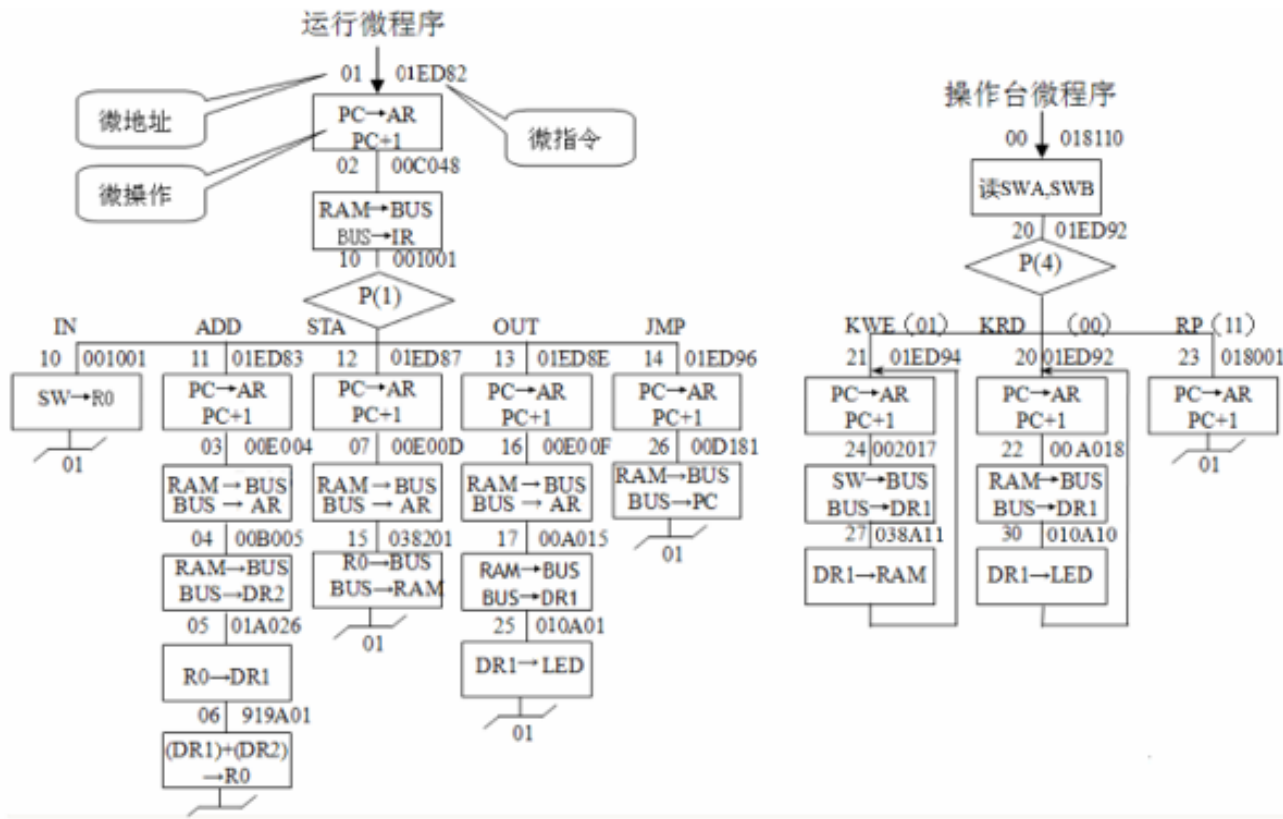 运行微程序
01 01ED82
微地址
PC→AR
PC+1
微指令
微操作
02 00C048
RAM→BUS
BUS→IR
10 001001
P(1)
IN ADD STA OUT JMP
10 001001 11 01ED83 12 01ED87 13 01ED8E 14 01ED96
SW→R0
01
PC→AR
PC+1
03 00E004
RAM→BUS
BUS→AR
04 00B005
RAM→BUS
BUS→DR2
05 01A026
R0→DR1
06 919A01
(DR1)+(DR2)
→R0
01
PC→AR
PC+1
07 00E00D
RAM→BUS
BUS→AR
15 038201
R0→BUS
BUS→RAM
01
PC→AR
PC+1
16 00E00F
RAM→BUS
BUS→AR
17 00A015
RAM→BUS
BUS→DR1
25 010A01
DR1→LED
01
PC→AR
PC+1
26 00D181
RAM→BUS
BUS→PC
01
操作台微程序
00 018110
读SWA,SWB
20 01ED92
P(4)
KWE(01) KRD (00) RP(11)
21 01ED94 20 01ED92 23 018001
PC→AR
PC+1
24 002017
SW→BUS
BUS→DR1
27 038A11
DR1→RAM
PC→AR
PC+1
22 00A018
RAM→BUS
BUS→DR1
30 010A10
DR1→LED
PC→AR
PC+1
01